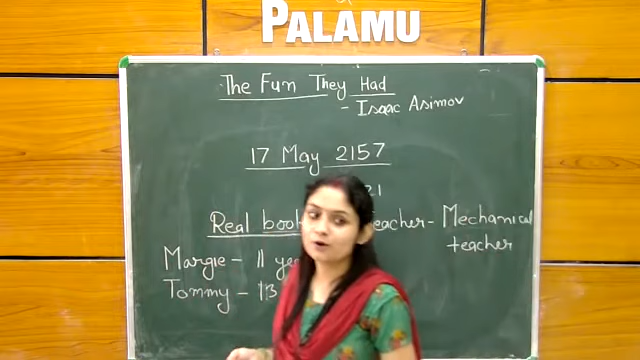 PALAMU
The Fun They Had
- Isaac Asimov
17 May 2157
21
Real book teacher - Mechanical
teacher
Margie - 11
Tommy - 13